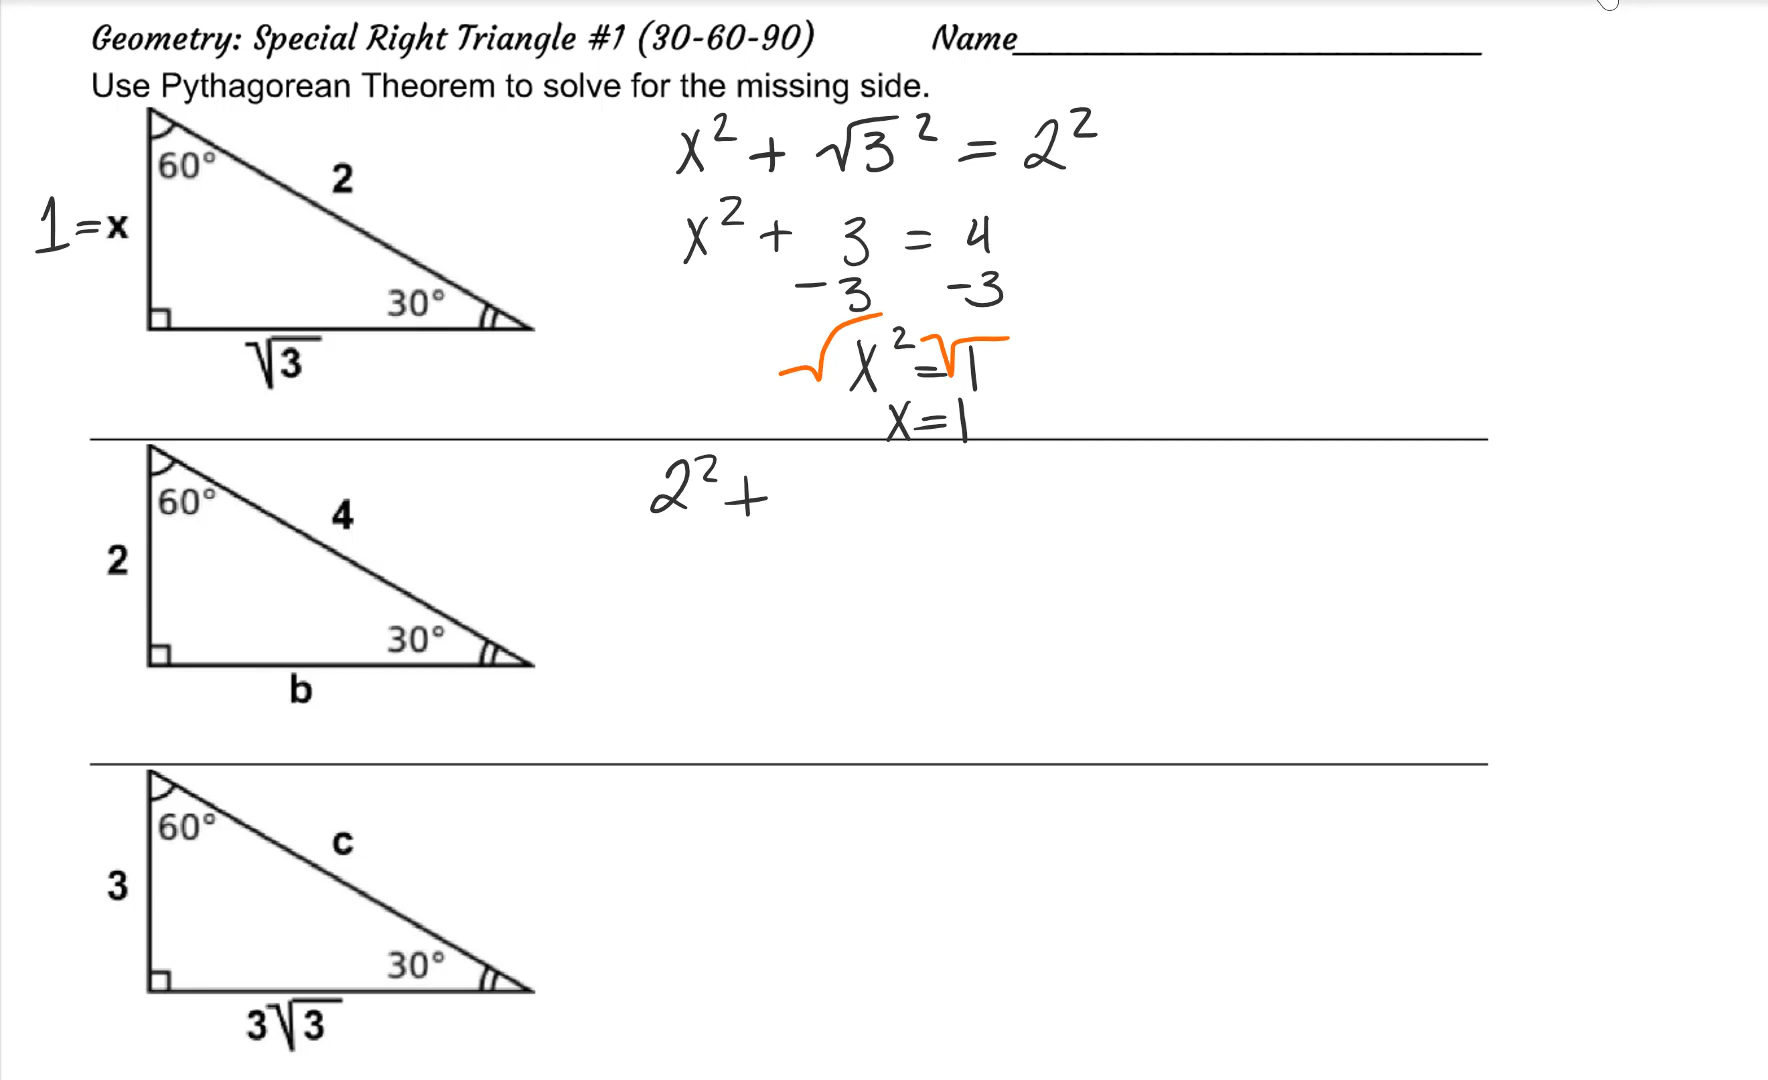 Geometry: Special Right Triangle #1 (30-60-90) Name
Use Pythagorean Theorem to solve for the missing side.
60°
2
1=x
30°
√3
x² + √3² = 2²
x² + 3 = 4
-3 -3
√x²=√1
x=1
60°
4
2
30°
b
2²+
60°
c
3
30°
3√3